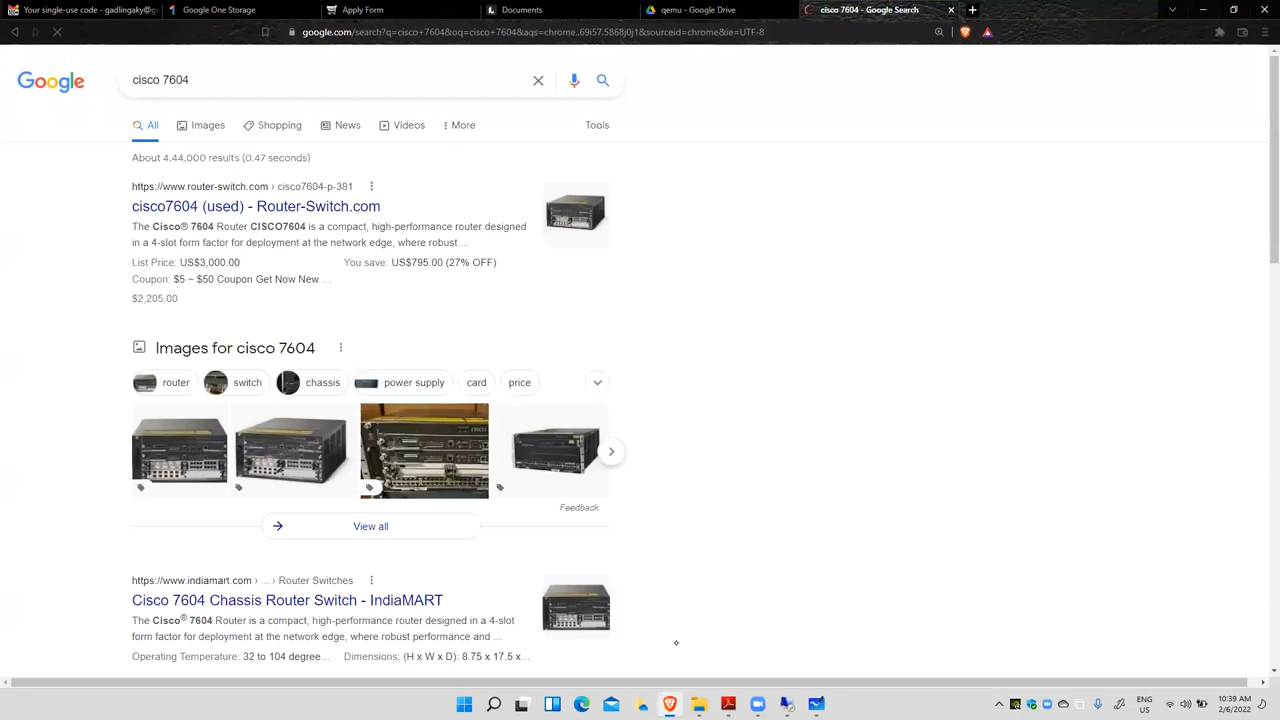 Your single-use code - gadlingaky@g
Google One Storage
Apply Form
Documents
qemu - Google Drive
cisco 7604 - Google Search
google.com/search?q=cisco+7604&oq=cisco+7604&aqs=chrome..69i57.5868j0j1&sourceid=chrome&ie=UTF-8
Google
cisco 7604
All
Images
Shopping
News
Videos
More
Tools
About 4,44,000 results (0.47 seconds)
https://www.router-switch.com › cisco7604-p-381
cisco7604 (used) - Router-Switch.com
The Cisco® 7604 Router CISCO7604 is a compact, high-performance router designed
in a 4-slot form factor for deployment at the network edge, where robust ...
List Price: US$3,000.00
You save: US$795.00 (27% OFF)
Coupon: $5 ~ $50 Coupon Get Now New ...
$2,205.00
Images for cisco 7604
router
switch
chassis
power supply
card
price
Feedback
View all
https://www.indiamart.com › ... › Router Switches
Cisco 7604 Chassis Router Switch - IndiaMART
The Cisco® 7604 Router is a compact, high-performance router designed in a 4-slot
form factor for deployment at the network edge, where robust performance and ...
Operating Temperature: 32 to 104 degree...
Dimensions: (H x W x D): 8.75 x 17.5 x...
ENG
US
10:39 AM
2/6/2022